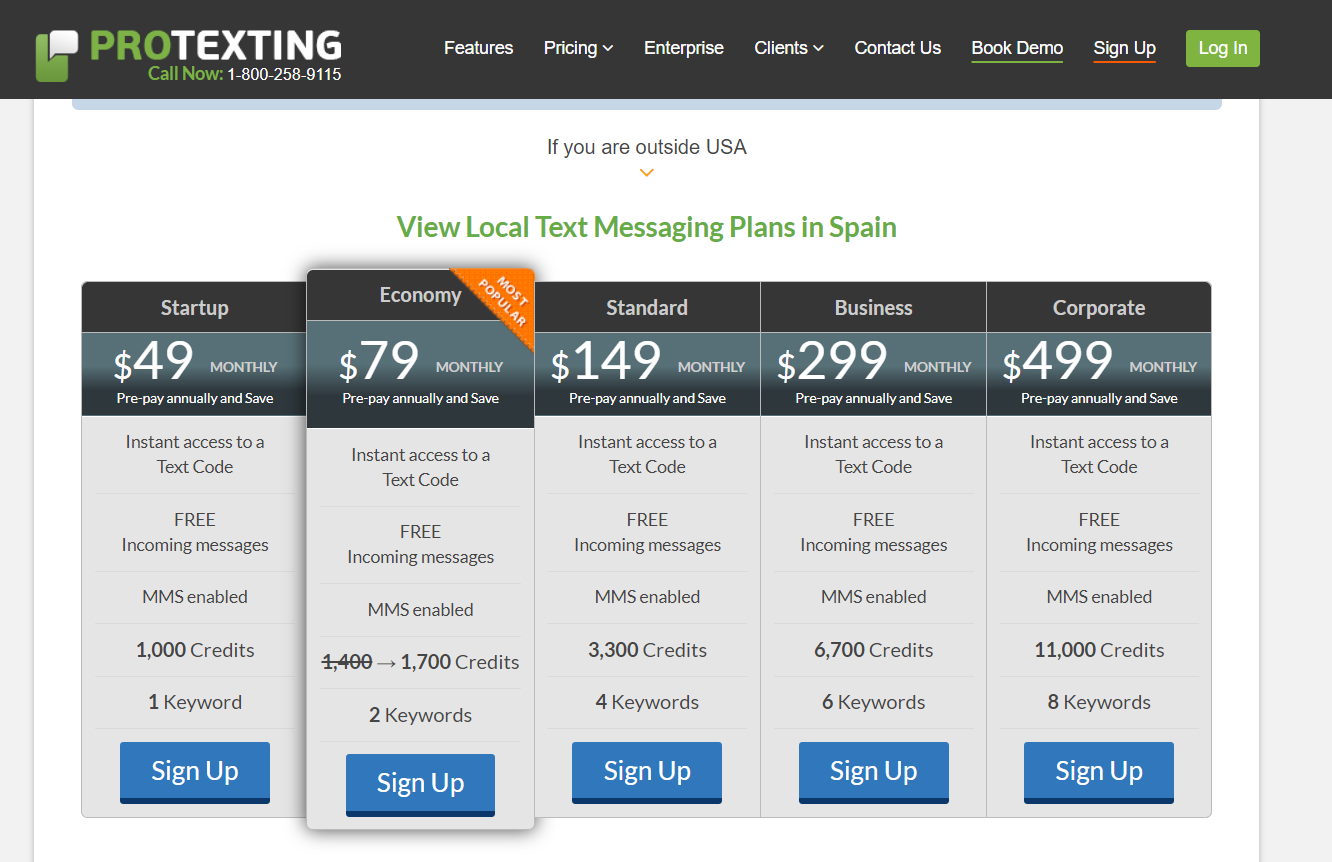 PROTEXTING
Call Now: 1-800-258-9115
Features Pricing Enterprise Clients Contact Us Book Demo Sign Up Log In
If you are outside USA
View Local Text Messaging Plans in Spain
Startup
$49 MONTHLY
Pre-pay annually and Save
Instant access to a
Text Code
FREE
Incoming messages
MMS enabled
1,000 Credits
1 Keyword
Sign Up
Economy
MOST
POPULAR
$79 MONTHLY
Pre-pay annually and Save
Instant access to a
Text Code
FREE
Incoming messages
MMS enabled
1,400 → 1,700 Credits
2 Keywords
Sign Up
Standard
$149 MONTHLY
Pre-pay annually and Save
Instant access to a
Text Code
FREE
Incoming messages
MMS enabled
3,300 Credits
4 Keywords
Sign Up
Business
$299 MONTHLY
Pre-pay annually and Save
Instant access to a
Text Code
FREE
Incoming messages
MMS enabled
6,700 Credits
6 Keywords
Sign Up
Corporate
$499 MONTHLY
Pre-pay annually and Save
Instant access to a
Text Code
FREE
Incoming messages
MMS enabled
11,000 Credits
8 Keywords
Sign Up